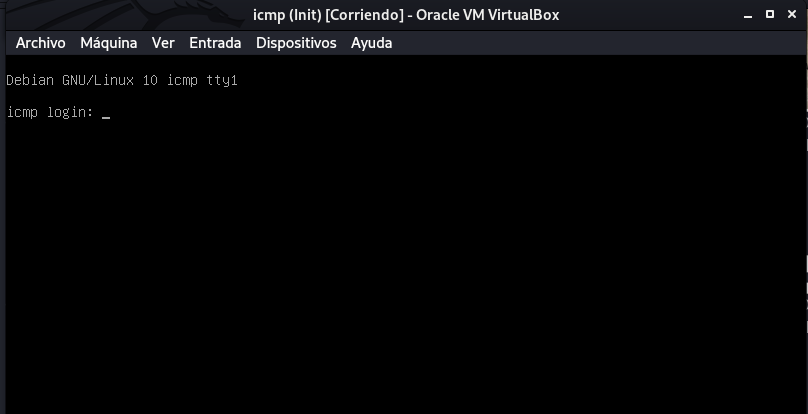 icmp (Init) [Corriendo] - Oracle VM VirtualBox
Archivo Máquina Ver Entrada Dispositivos Ayuda
Debian GNU/Linux 10 icmp tty1
icmp login: _